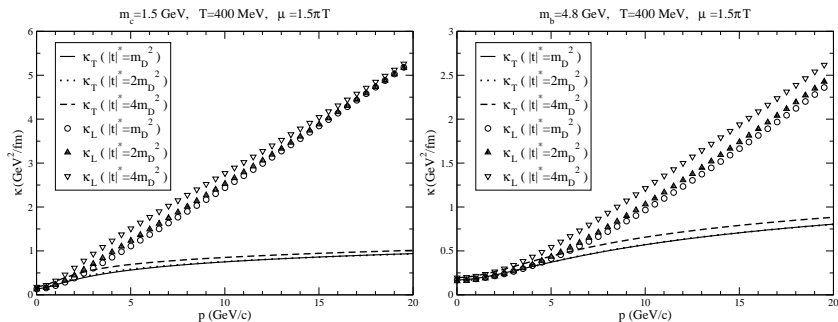 m_c=1.5 GeV, T=400 MeV, μ=1.5πT
κ (GeV^2/fm)
6
5
4
3
2
1
0
κ_T ( |t|^*=m_D^2 )
κ_T ( |t|^*=2m_D^2 )
κ_T ( |t|^*=4m_D^2 )
κ_L ( |t|^*=m_D^2 )
κ_L ( |t|^*=2m_D^2 )
κ_L ( |t|^*=4m_D^2 )
0 5 10 15 20
p (GeV/c)
m_b=4.8 GeV, T=400 MeV, μ=1.5πT
κ (GeV^2/fm)
3
2.5
2
1.5
1
0.5
0
κ_T ( |t|^*=m_D^2 )
κ_T ( |t|^*=2m_D^2 )
κ_T ( |t|^*=4m_D^2 )
κ_L ( |t|^*=m_D^2 )
κ_L ( |t|^*=2m_D^2 )
κ_L ( |t|^*=4m_D^2 )
0 5 10 15 20
p (GeV/c)